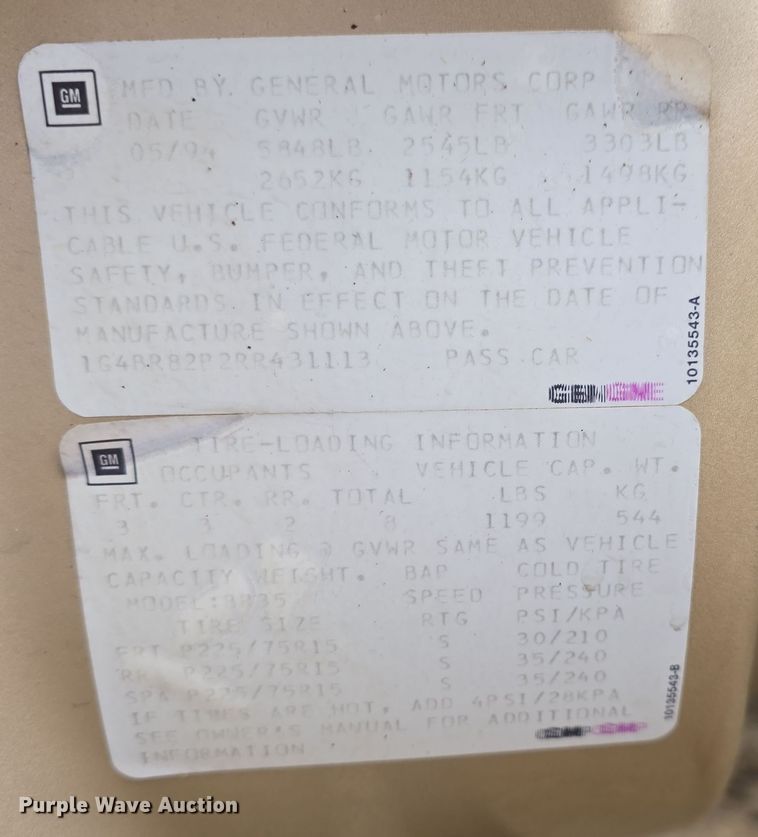 GM
MFD BY GENERAL MOTORS CORP
DATE GVWR GAWR FRT GAWR RR
05/94 5848LB 2545LB 3303LB
2652KG 1154KG 1498KG
THIS VEHICLE CONFORMS TO ALL APPLI-
CABLE U.S. FEDERAL MOTOR VEHICLE
SAFETY, BUMPER, AND THEFT PREVENTION
STANDARDS IN EFFECT ON THE DATE OF
MANUFACTURE SHOWN ABOVE.
1G4BR82P2RR431113 PASS CAR
10135543-A
GM
TIRE-LOADING INFORMATION
OCCUPANTS VEHICLE CAP. WT.
FRT. CTR. RR. TOTAL LBS KG
3 3 2 8 1199 544
MAX. LOADING @ GVWR SAME AS VEHICLE
CAPACITY WEIGHT. BAP COLD TIRE
MODEL: SPEED PRESSURE
TIRE SIZE RTG PSI/KPA
FRT P225/75R15 S 30/210
RR P225/75R15 S 35/240
SPA P225/75R15 S 35/240
IF TIRES ARE HOT, ADD 4PSI/28KPA
SEE OWNER'S MANUAL FOR ADDITIONAL
INFORMATION
10135543-B
Purple Wave Auction